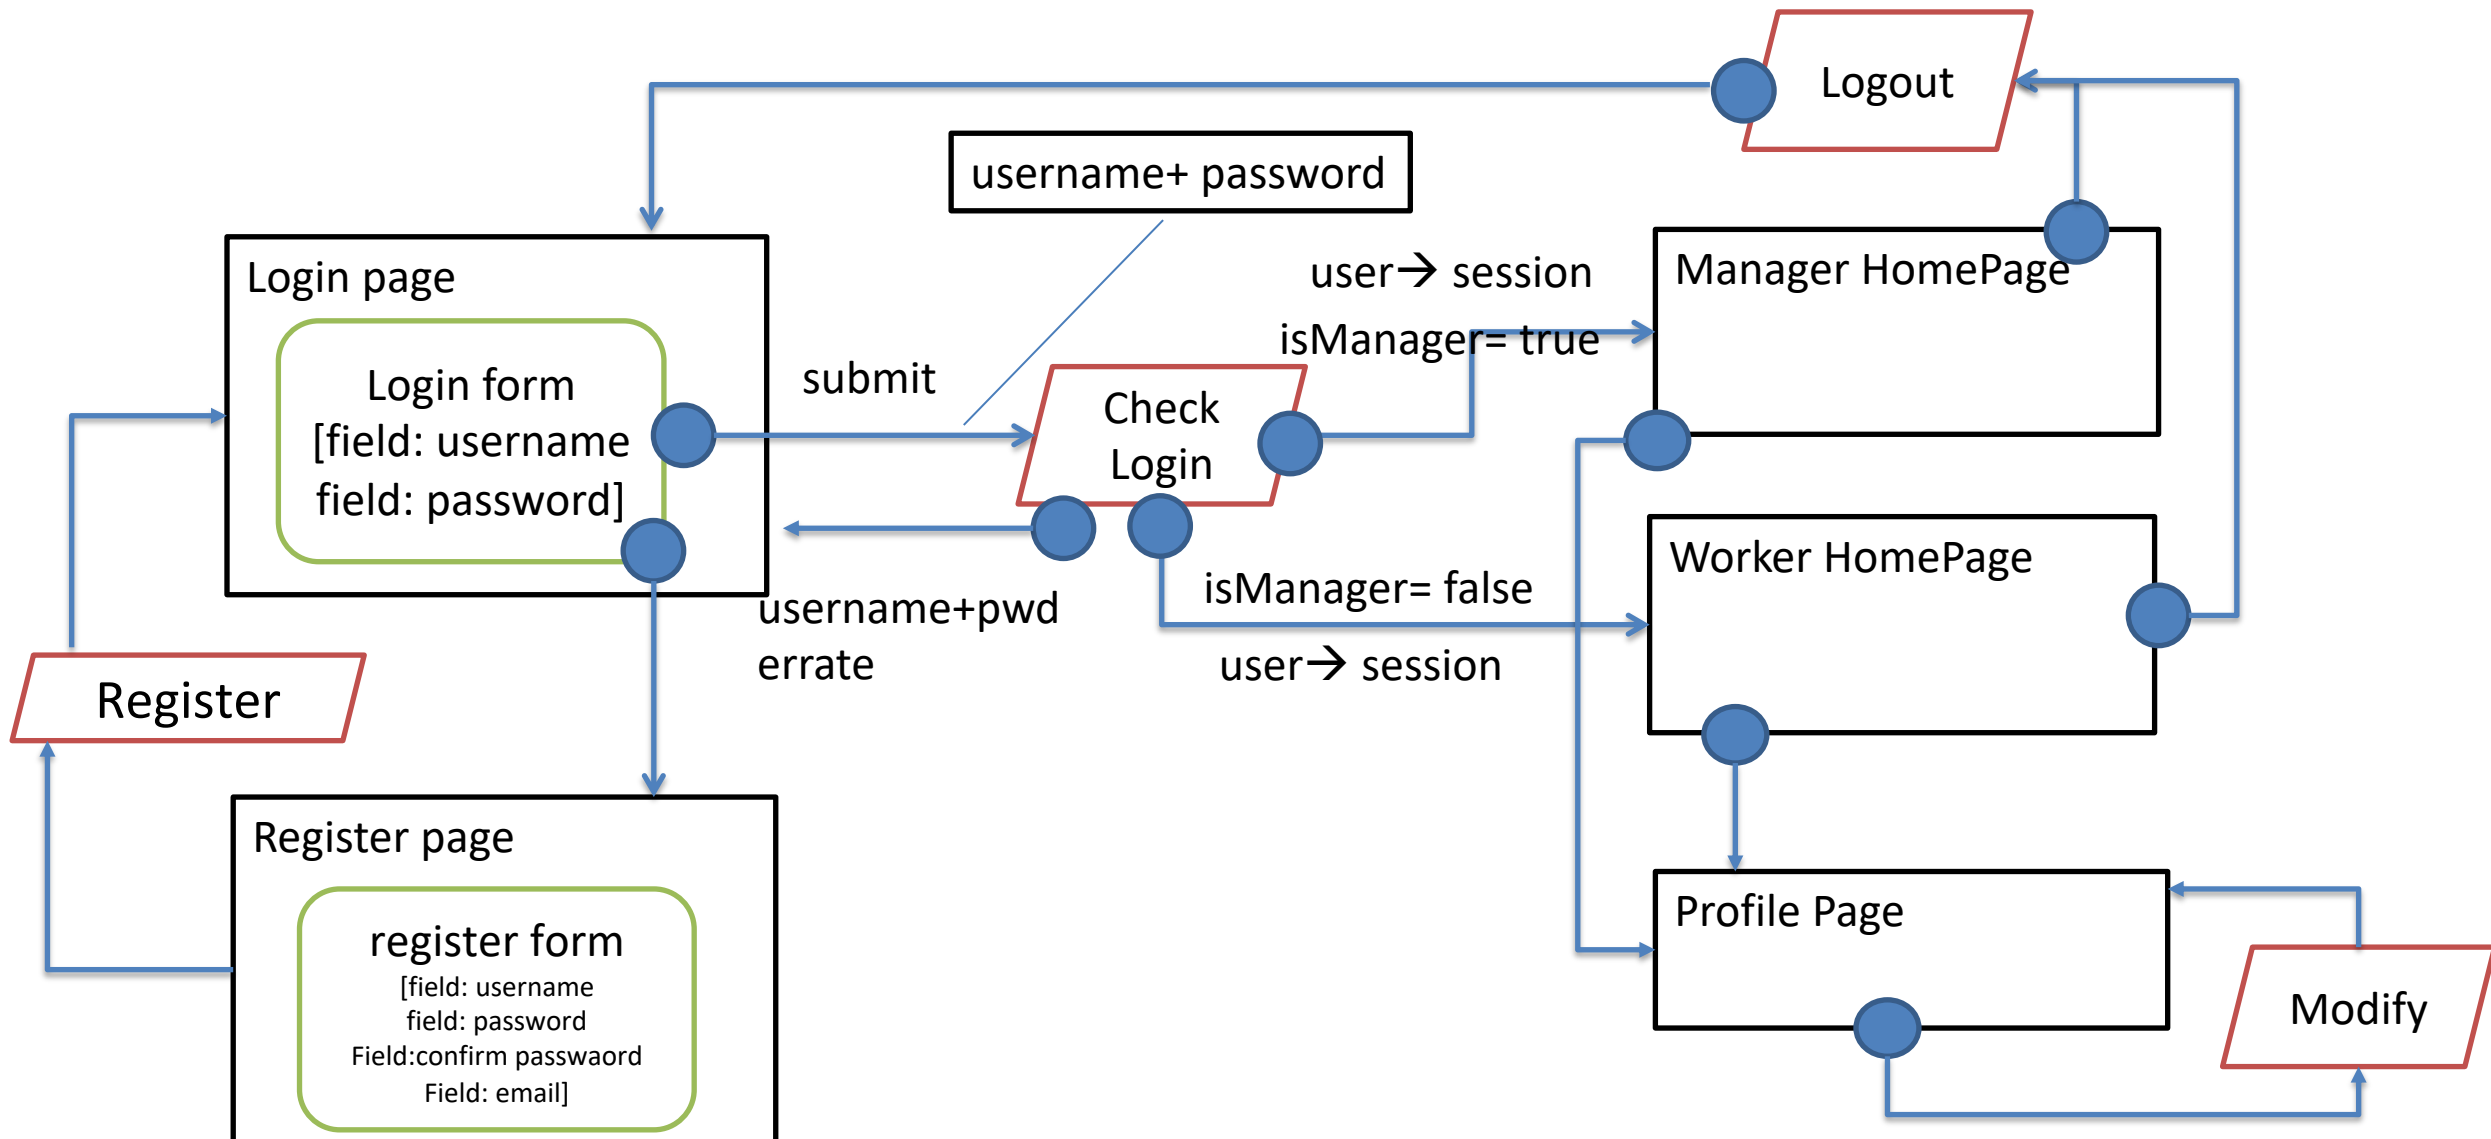 Logout
username+ password
Login page
Login form
[field: username
field: password]
submit
Check
Login
user→ session
isManager= true
Manager HomePage
username+pwd
errate
isManager= false
user→ session
Worker HomePage
Register
Register page
register form
[field: username
field: password
Field:confirm passwaord
Field: email]
Profile Page
Modify